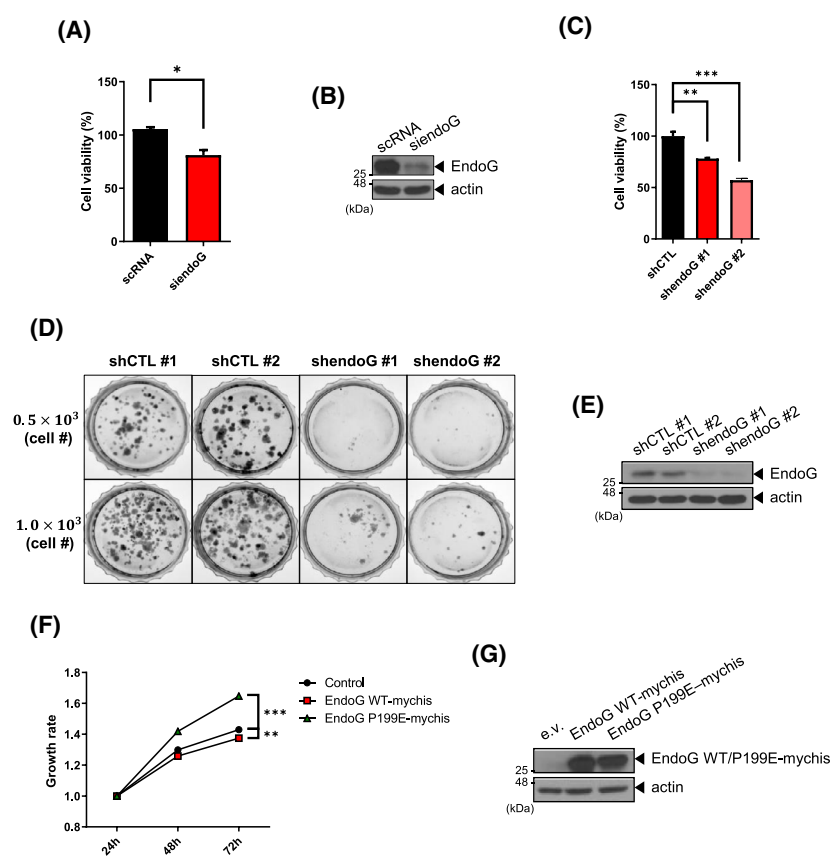 (A)
Cell viability (%)
150
100
50
0
*
scRNA
siendoG
(B)
scRNA
siendoG
EndoG
25
48
actin
(kDa)
(C)
Cell viability (%)
150
100
50
0
***
**
shCTL
shendoG #1
shendoG #2
(D)
shCTL #1 shCTL #2 shendoG #1 shendoG #2
0.5 × 10³
(cell #)
1.0 × 10³
(cell #)
(E)
shCTL #1
shCTL #2
shendoG #1
shendoG #2
EndoG
25
48
actin
(kDa)
(F)
Growth rate
1.8
1.6
1.4
1.2
1.0
0.8
24h
48h
72h
***
**
Control
EndoG WT-mychis
EndoG P199E-mychis
(G)
e.v.
EndoG WT-mychis
EndoG P199E–mychis
EndoG WT/P199E-mychis
25
48
actin
(kDa)